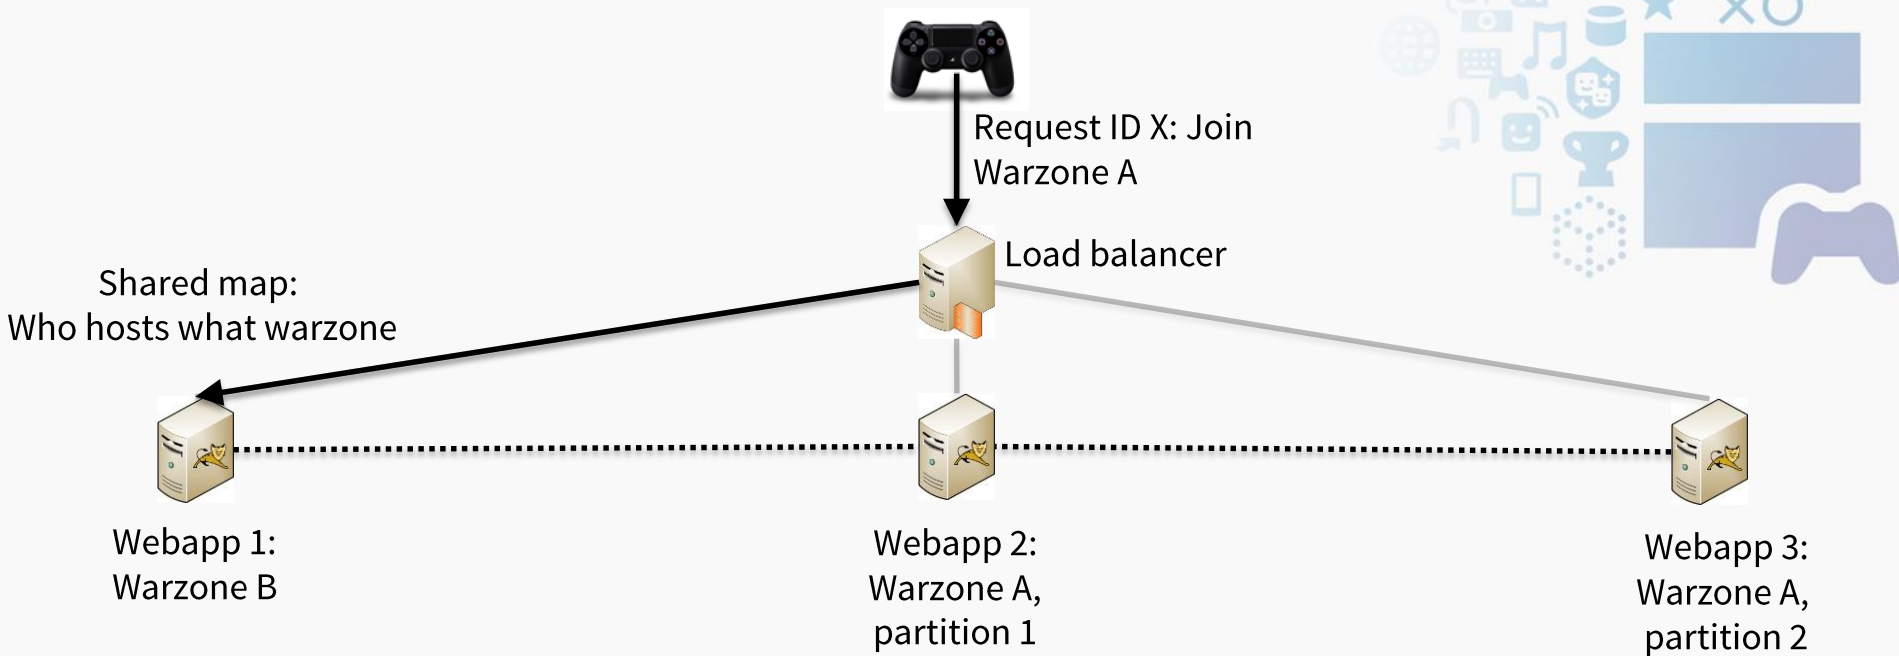 Request ID X: Join
Warzone A
Load balancer
Shared map:
Who hosts what warzone
Webapp 1:
Warzone B
Webapp 2:
Warzone A,
partition 1
Webapp 3:
Warzone A,
partition 2